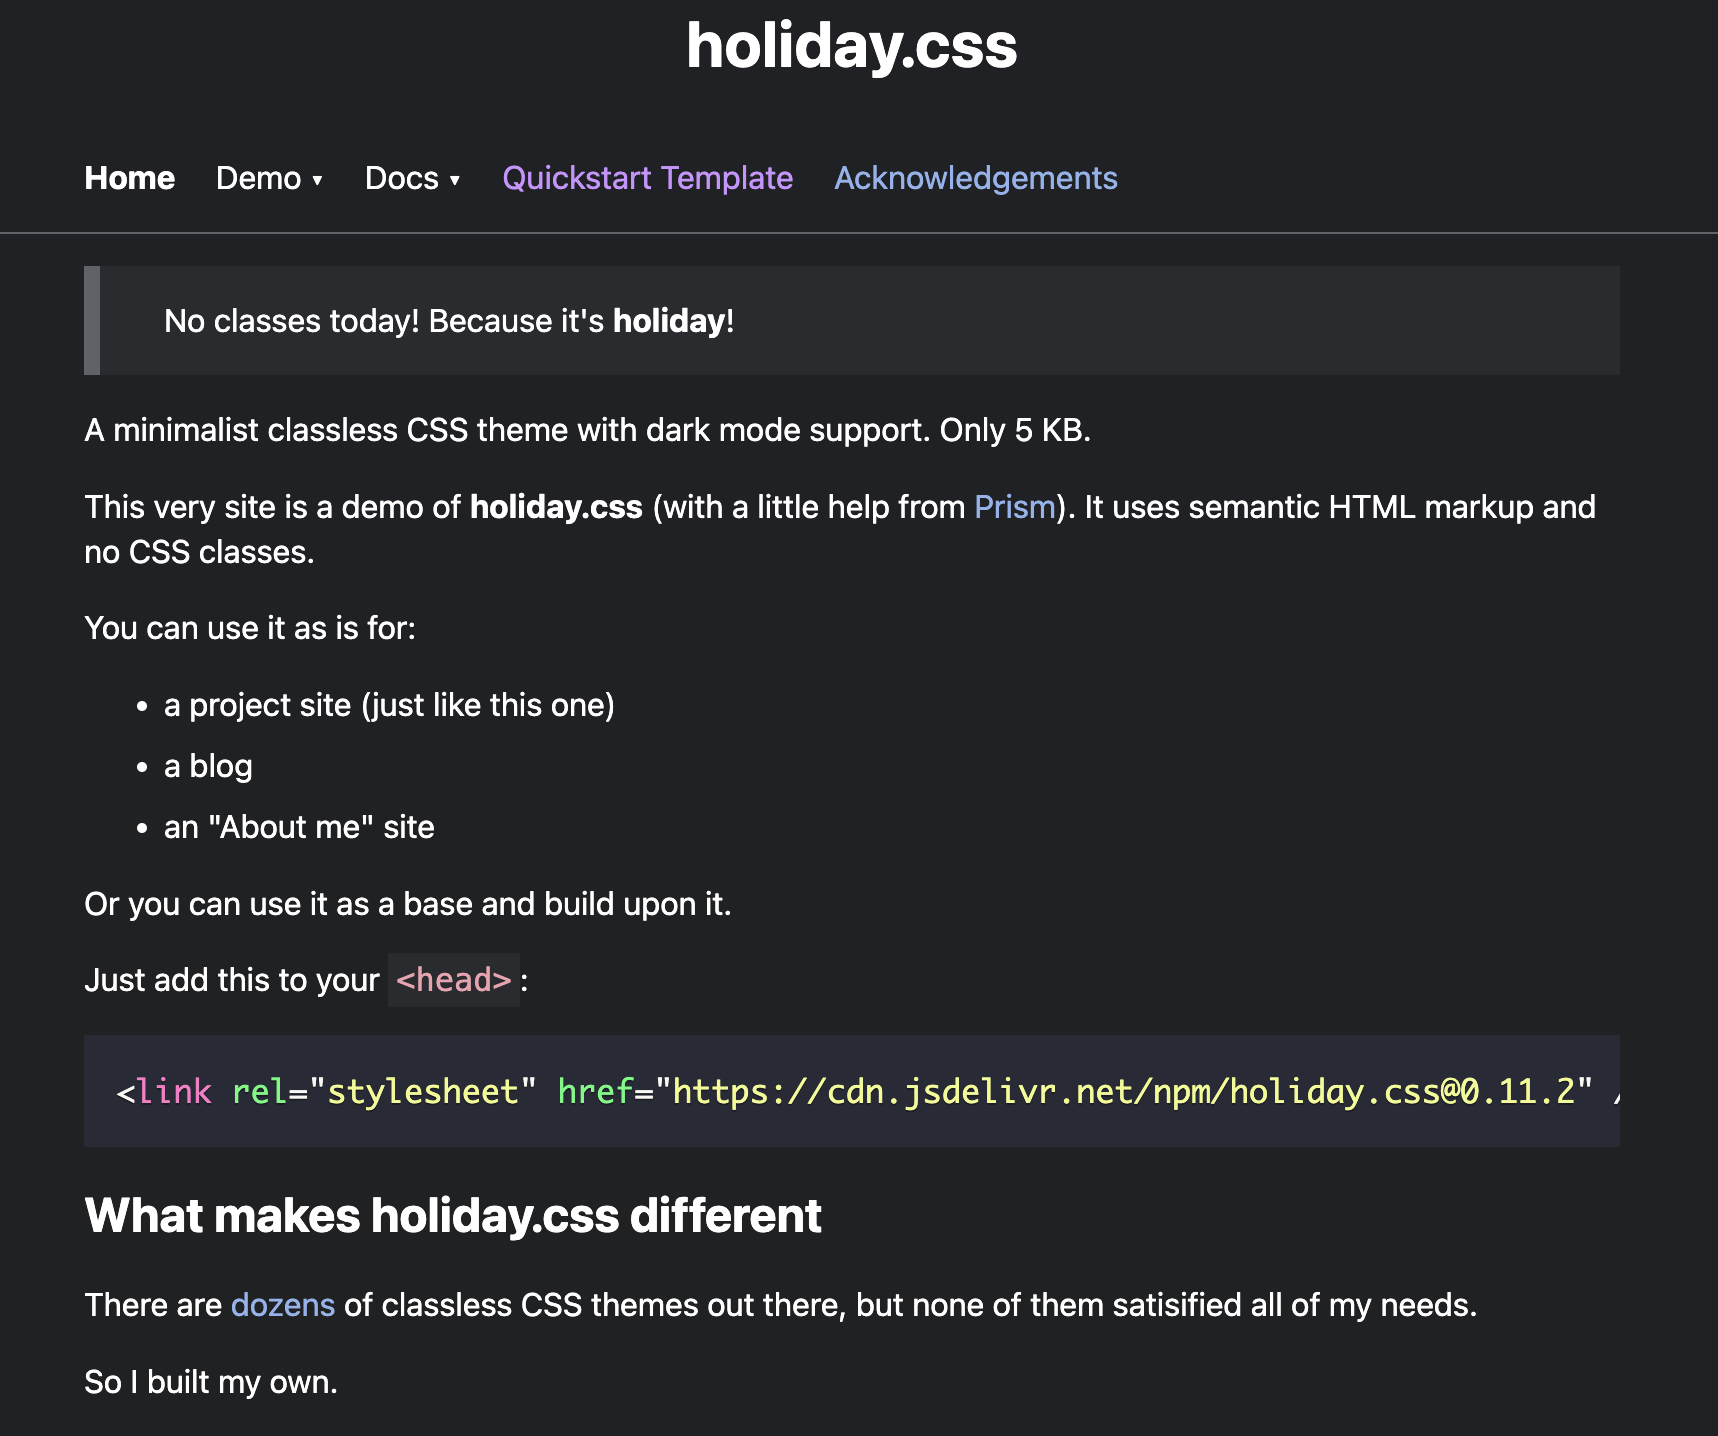 holiday.css
Home Demo ▾ Docs ▾ Quickstart Template Acknowledgements
No classes today! Because it's holiday!
A minimalist classless CSS theme with dark mode support. Only 5 KB.
This very site is a demo of holiday.css (with a little help from Prism). It uses semantic HTML markup and
no CSS classes.
You can use it as is for:
• a project site (just like this one)
• a blog
• an "About me" site
Or you can use it as a base and build upon it.
Just add this to your <head>:
<link rel="stylesheet" href="https://cdn.jsdelivr.net/npm/holiday.css@0.11.2" /
What makes holiday.css different
There are dozens of classless CSS themes out there, but none of them satisified all of my needs.
So I built my own.